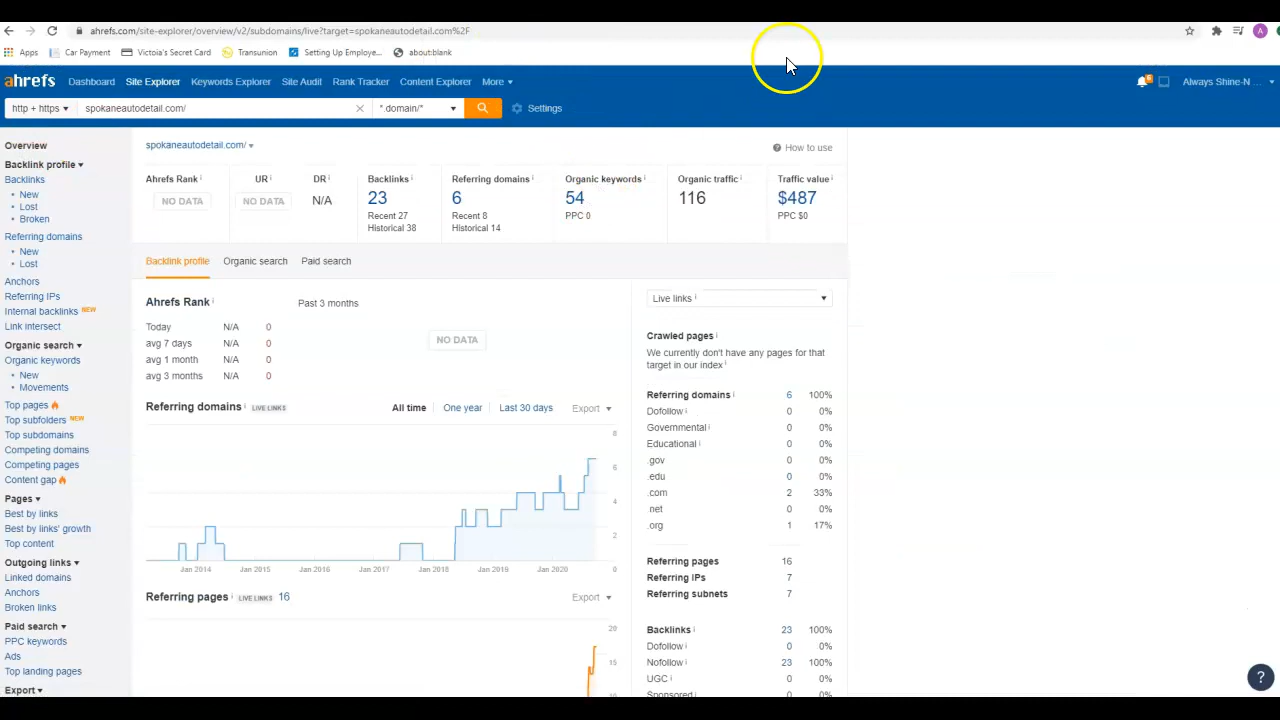 ahrefs.com/site-explorer/overview/v2/subdomains/live?target=spokaneautodetail.com%2F
Apps Car Payment Victoia's Secret Card Transunion Setting Up Employe... about:blank
ahrefs Dashboard Site Explorer Keywords Explorer Site Audit Rank Tracker Content Explorer More Always Shine-N ...
http + https spokaneautodetail.com/ *.domain/* Settings
Overview
Backlink profile
Backlinks
New
Lost
Broken
Referring domains
New
Lost
Anchors
Referring IPs
Internal backlinks NEW
Link intersect
Organic search
Organic keywords
New
Movements
Top pages
Top subfolders NEW
Top subdomains
Competing domains
Competing pages
Content gap
Pages
Best by links
Best by links' growth
Top content
Outgoing links
Linked domains
Anchors
Broken links
Paid search
PPC keywords
Ads
Top landing pages
Export
spokaneautodetail.com/
How to use
Ahrefs Rank UR DR Backlinks Referring domains Organic keywords Organic traffic Traffic value
NO DATA NO DATA N/A 23 6 54 116 $487
Recent 27 Recent 8 PPC 0 PPC $0
Historical 38 Historical 14
Backlink profile Organic search Paid search
Ahrefs Rank Past 3 months
Today N/A 0
avg 7 days N/A 0
avg 1 month N/A 0
avg 3 months N/A 0
NO DATA
Referring domains LIVE LINKS All time One year Last 30 days Export
8
6
4
2
0
Jan 2014 Jan 2015 Jan 2016 Jan 2017 Jan 2018 Jan 2019 Jan 2020
Referring pages LIVE LINKS 16 Export
20
15
10
Live links
Crawled pages
We currently don't have any pages for that
target in our index
Referring domains 6 100%
Dofollow 0 0%
Governmental 0 0%
Educational 0 0%
.gov 0 0%
.edu 0 0%
.com 2 33%
.net 0 0%
.org 1 17%
Referring pages 16
Referring IPs 7
Referring subnets 7
Backlinks 23 100%
Dofollow 0 0%
Nofollow 23 100%
UGC 0 0%
Sponsored 0 0%